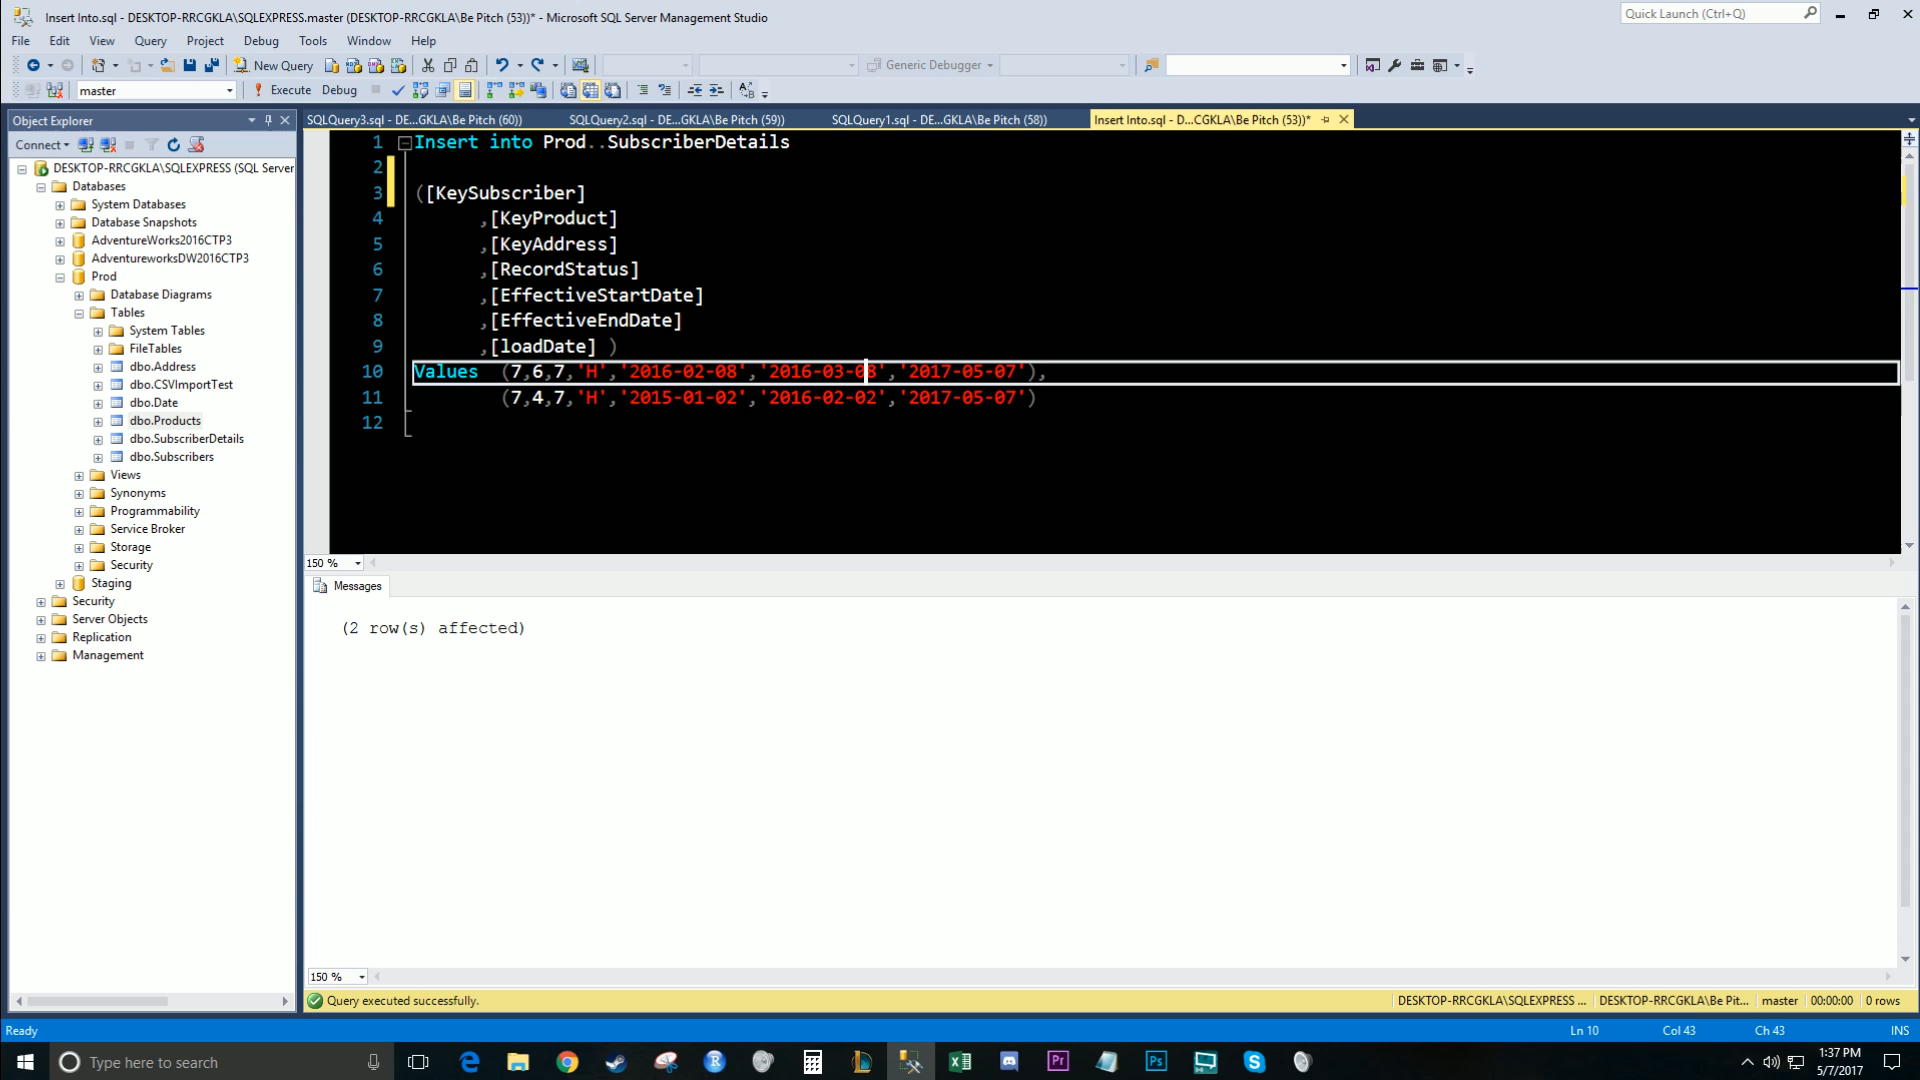 Insert Into.sql - DESKTOP-RRCGKLA\SQLEXPRESS.master (DESKTOP-RRCGKLA\Be Pitch (53))* - Microsoft SQL Server Management Studio
Quick Launch (Ctrl+Q)
File Edit View Query Project Debug Tools Window Help
New Query
Generic Debugger
master
Execute Debug
Object Explorer
SQLQuery3.sql - DE...GKLA\Be Pitch (60))
SQLQuery2.sql - DE...GKLA\Be Pitch (59))
SQLQuery1.sql - DE...GKLA\Be Pitch (58))
Insert Into.sql - D...CGKLA\Be Pitch (53))*
Connect
DESKTOP-RRCGKLA\SQLEXPRESS (SQL Server
Databases
System Databases
Database Snapshots
AdventureWorks2016CTP3
AdventureworksDW2016CTP3
Prod
Database Diagrams
Tables
System Tables
FileTables
dbo.Address
dbo.CSVImportTest
dbo.Date
dbo.Products
dbo.SubscriberDetails
dbo.Subscribers
Views
Synonyms
Programmability
Service Broker
Storage
Security
Staging
Security
Server Objects
Replication
Management
1 Insert into Prod..SubscriberDetails
2
3 ([KeySubscriber]
4 ,[KeyProduct]
5 ,[KeyAddress]
6 ,[RecordStatus]
7 ,[EffectiveStartDate]
8 ,[EffectiveEndDate]
9 ,[loadDate] )
10 Values (7,6,7,'H','2016-02-08','2016-03-08','2017-05-07'),
11 (7,4,7,'H','2015-01-02','2016-02-02','2017-05-07')
12
150 %
Messages
(2 row(s) affected)
150 %
Query executed successfully.
DESKTOP-RRCGKLA\SQLEXPRESS ... DESKTOP-RRCGKLA\Be Pit... master 00:00:00 0 rows
Ready
Ln 10 Col 43 Ch 43 INS
Type here to search
1:37 PM
5/7/2017